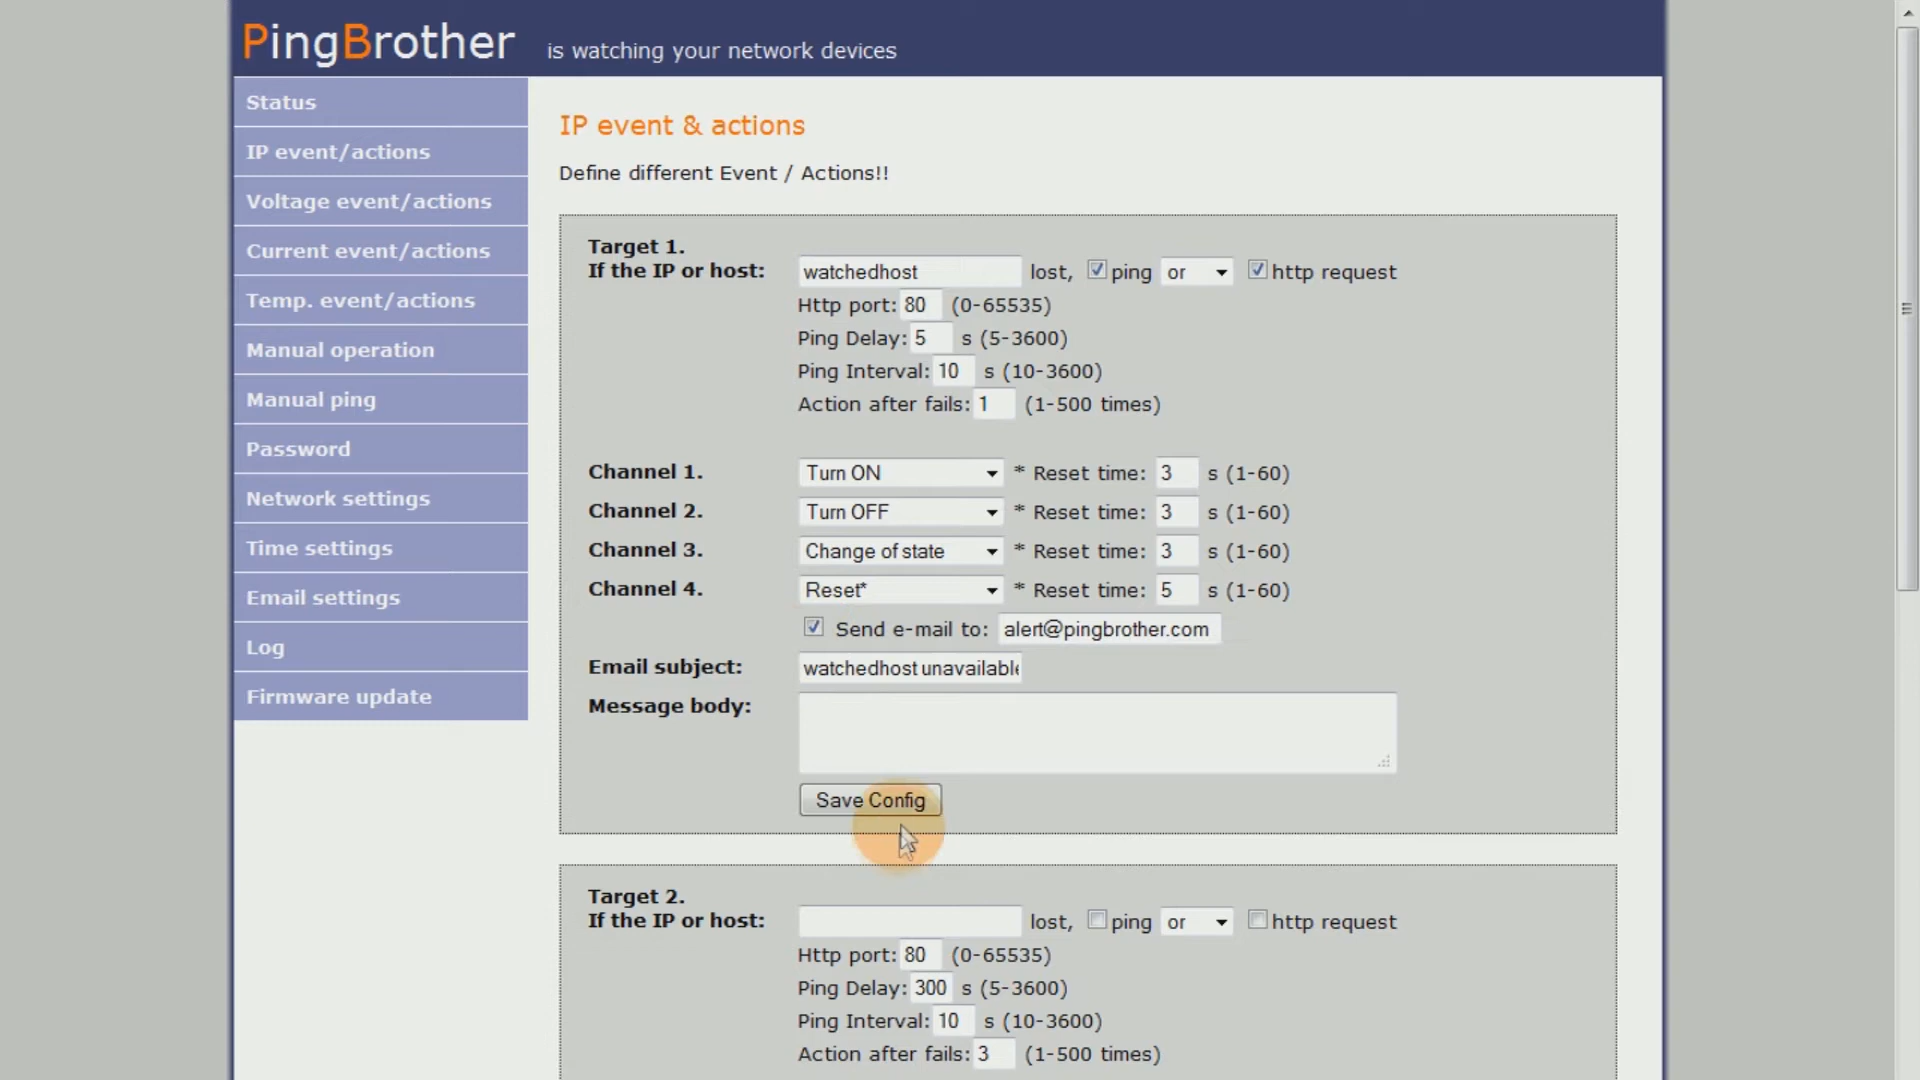 PingBrother is watching your network devices
Status
IP event/actions
Voltage event/actions
Current event/actions
Temp. event/actions
Manual operation
Manual ping
Password
Network settings
Time settings
Email settings
Log
Firmware update
IP event & actions
Define different Event / Actions!!
Target 1.
If the IP or host: watchedhost lost, ping or http request
Http port: 80 (0-65535)
Ping Delay: 5 s (5-3600)
Ping Interval: 10 s (10-3600)
Action after fails: 1 (1-500 times)
Channel 1. Turn ON * Reset time: 3 s (1-60)
Channel 2. Turn OFF * Reset time: 3 s (1-60)
Channel 3. Change of state * Reset time: 3 s (1-60)
Channel 4. Reset* * Reset time: 5 s (1-60)
Send e-mail to: alert@pingbrother.com
Email subject: watchedhost unavailable
Message body:
Save Config
Target 2.
If the IP or host: lost, ping or http request
Http port: 80 (0-65535)
Ping Delay: 300 s (5-3600)
Ping Interval: 10 s (10-3600)
Action after fails: 3 (1-500 times)